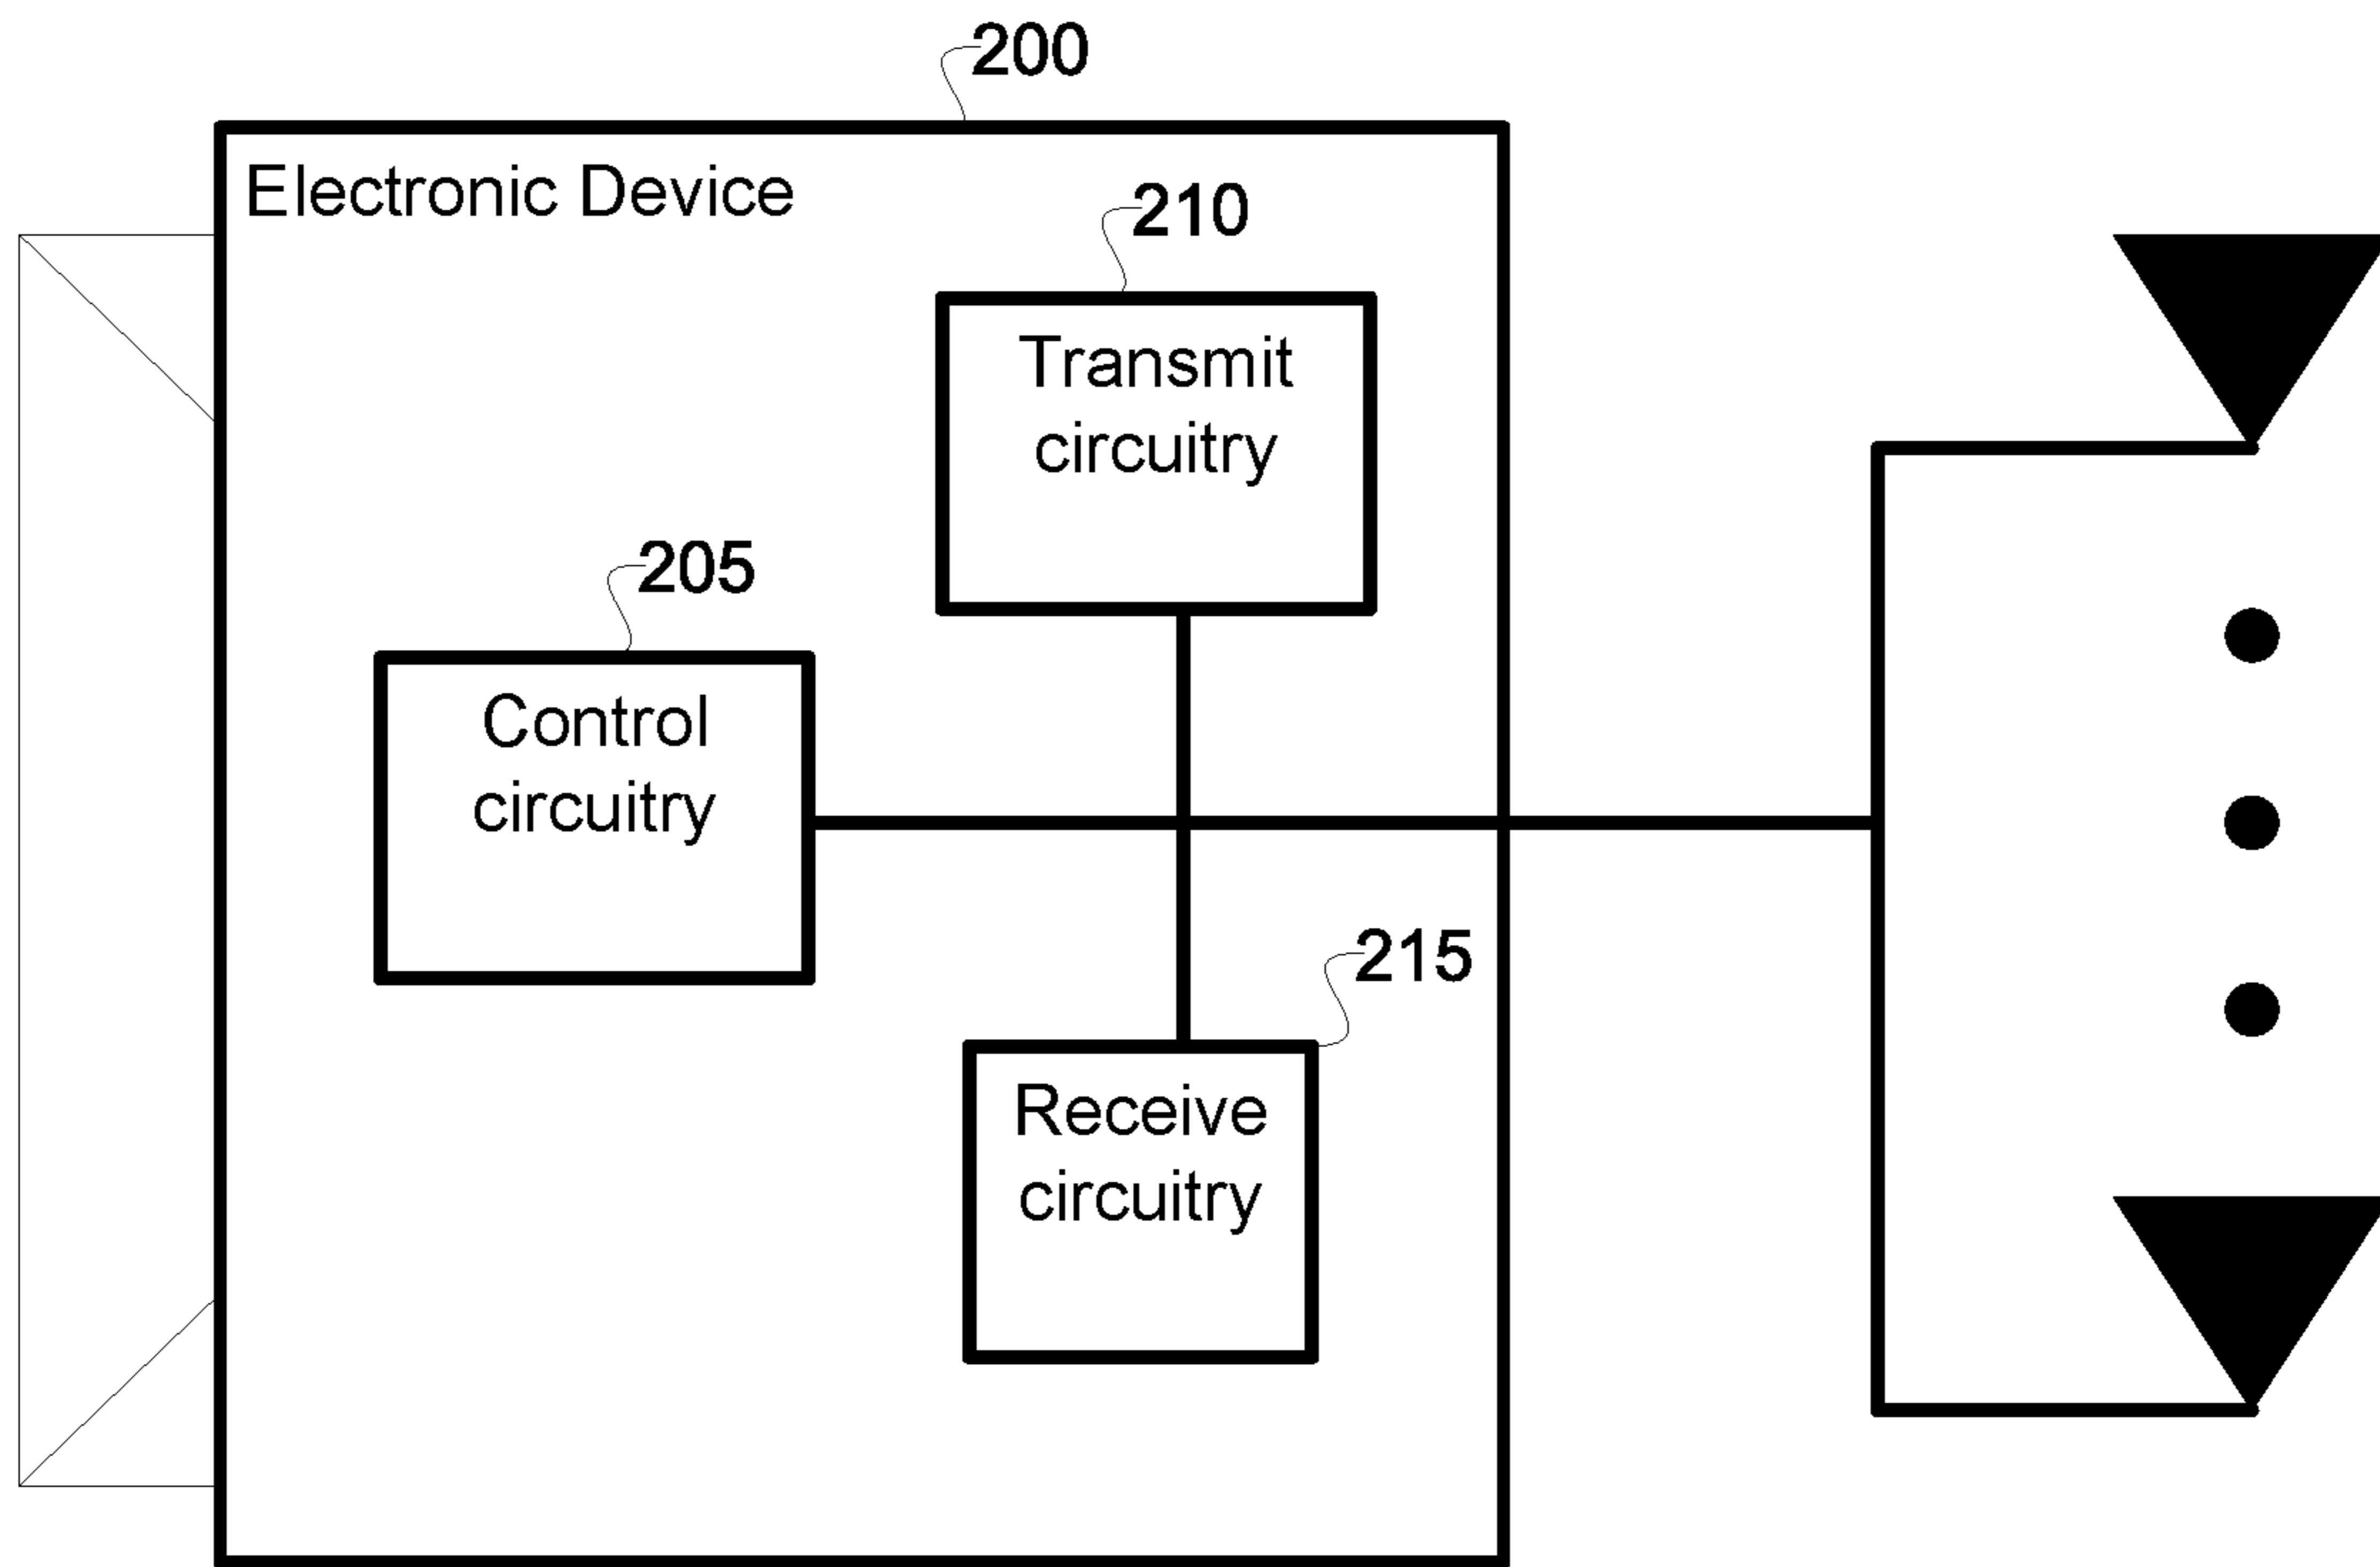 200
Electronic Device
210
Transmit
circuitry
205
Control
circuitry
215
Receive
circuitry